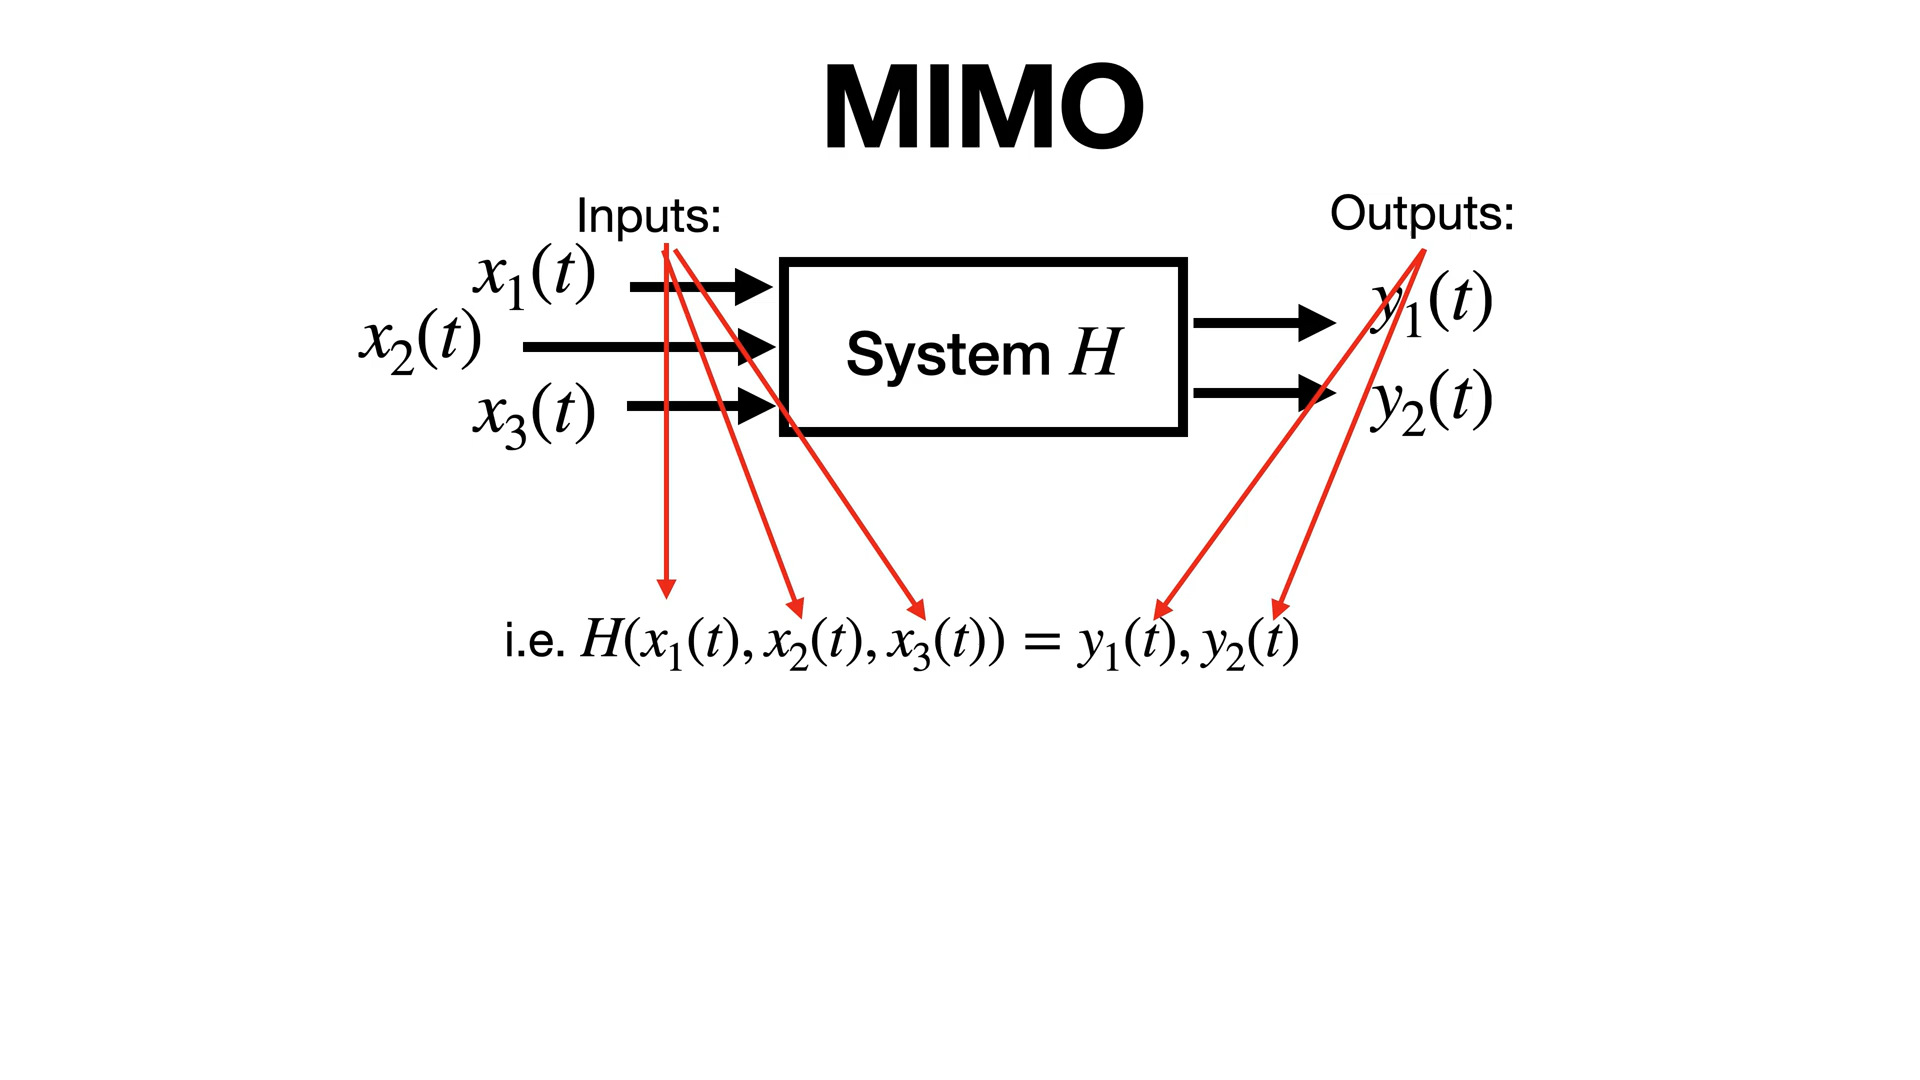 MIMO
Inputs:
Outputs:
x₁(t)
x₂(t)
x₃(t)
System H
y₁(t)
y₂(t)
i.e. H(x₁(t), x₂(t), x₃(t)) = y₁(t), y₂(t)